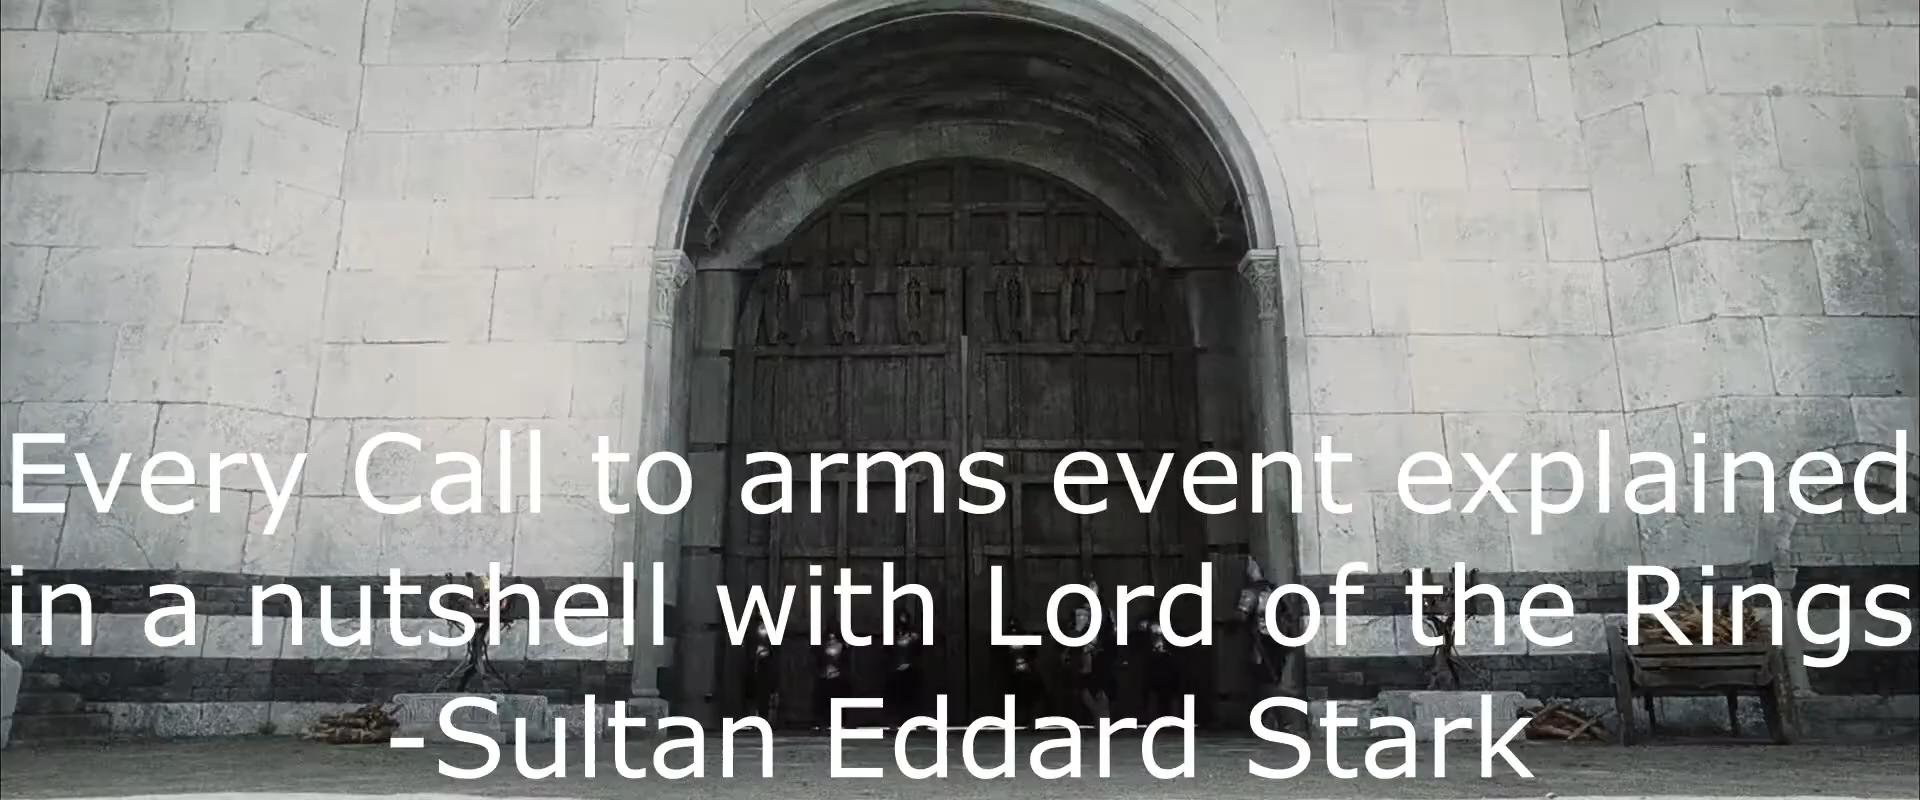 Every Call to arms event explained
in a nutshell with Lord of the Rings
-Sultan Eddard Stark